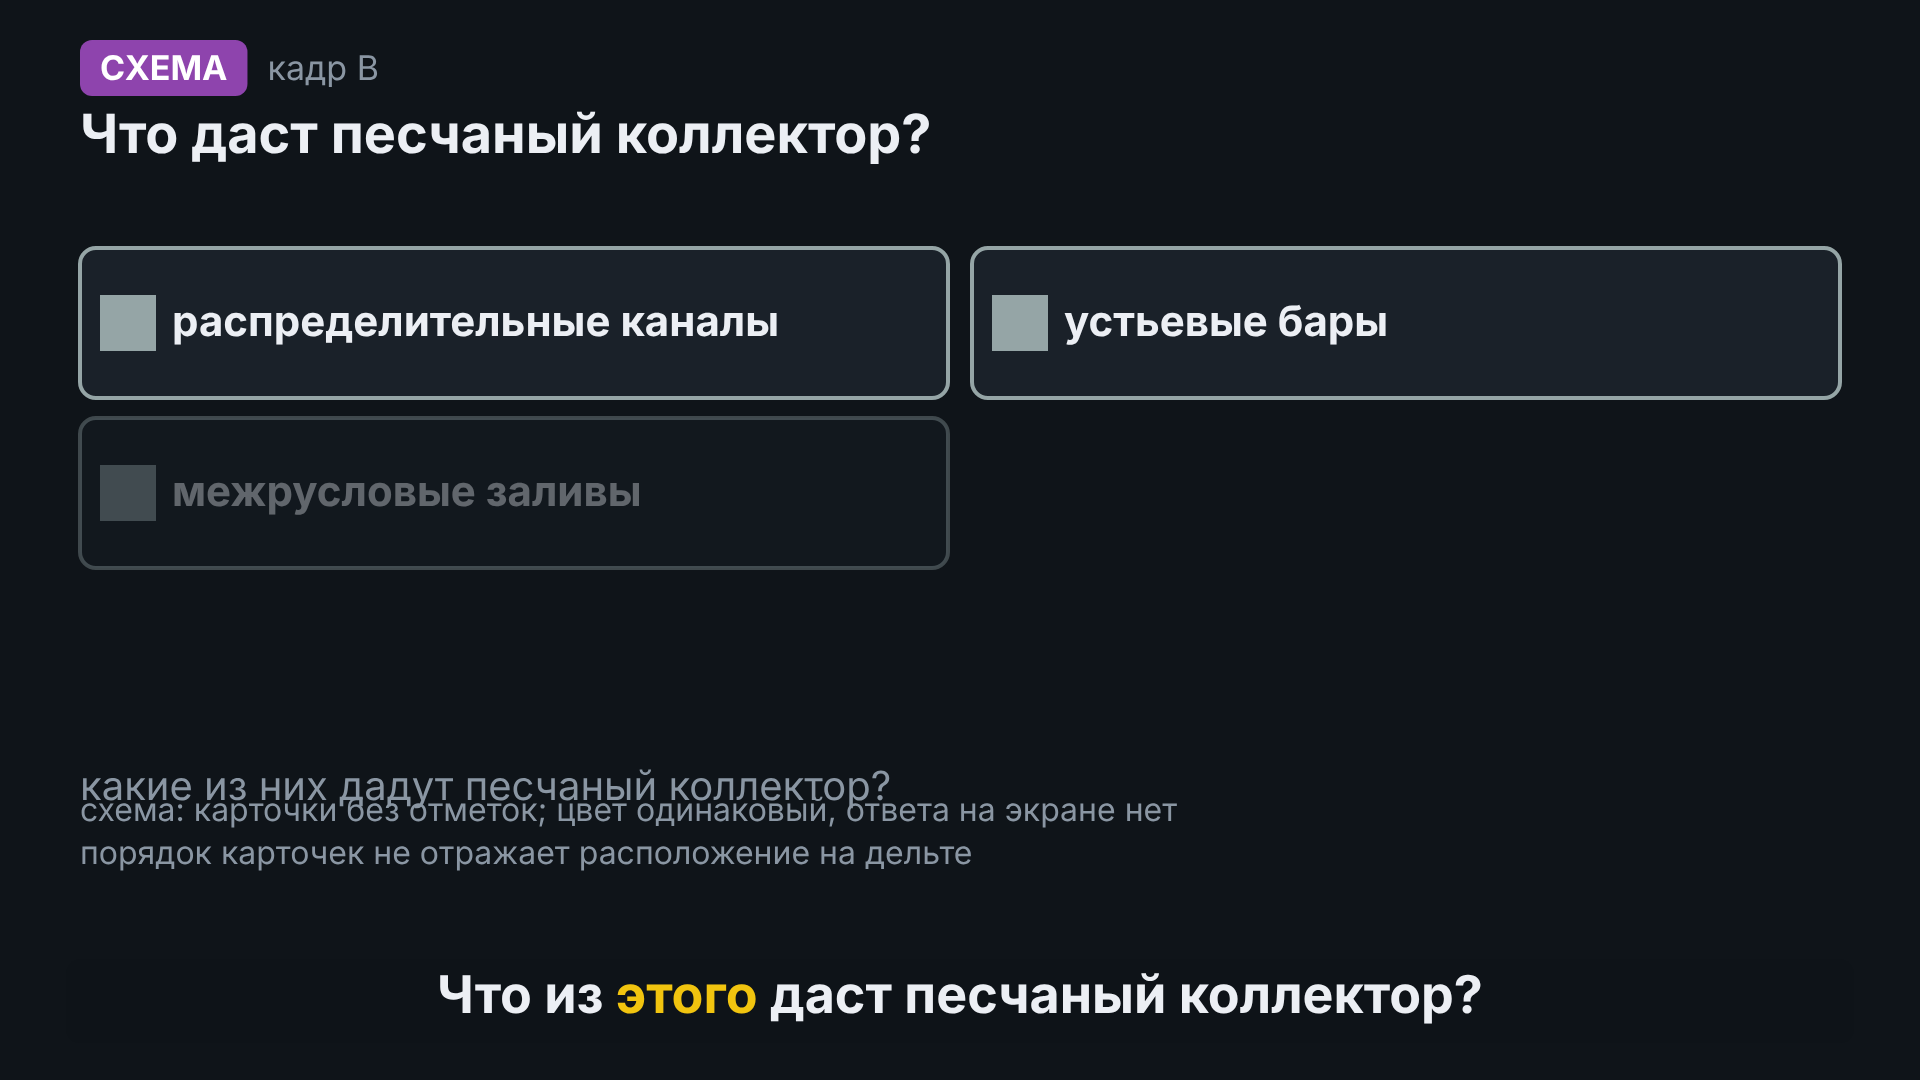 СХЕМА кадр В
Что даст песчаный коллектор?
распределительные каналы
устьевые бары
межрусловые заливы
какие из них дадут песчаный коллектор?
схема: карточки без отметок; цвет одинаковый, ответа на экране нет
порядок карточек не отражает расположение на дельте
Что из этого даст песчаный коллектор?